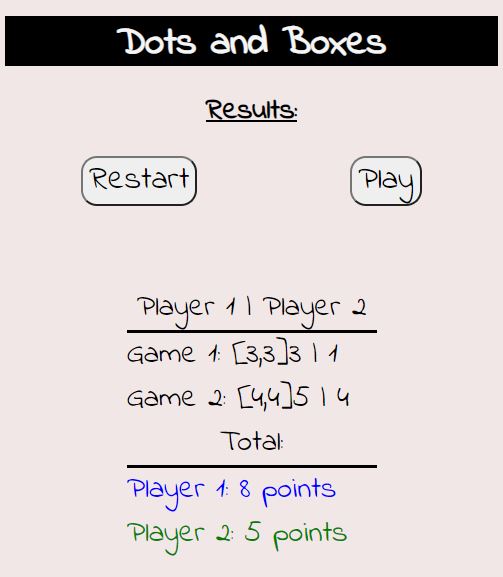 Dots and Boxes
Results:
Restart Play
Player 1 | Player 2
Game 1: [3,3]3 | 1
Game 2: [4,4]5 | 4
Total:
Player 1: 8 points
Player 2: 5 points